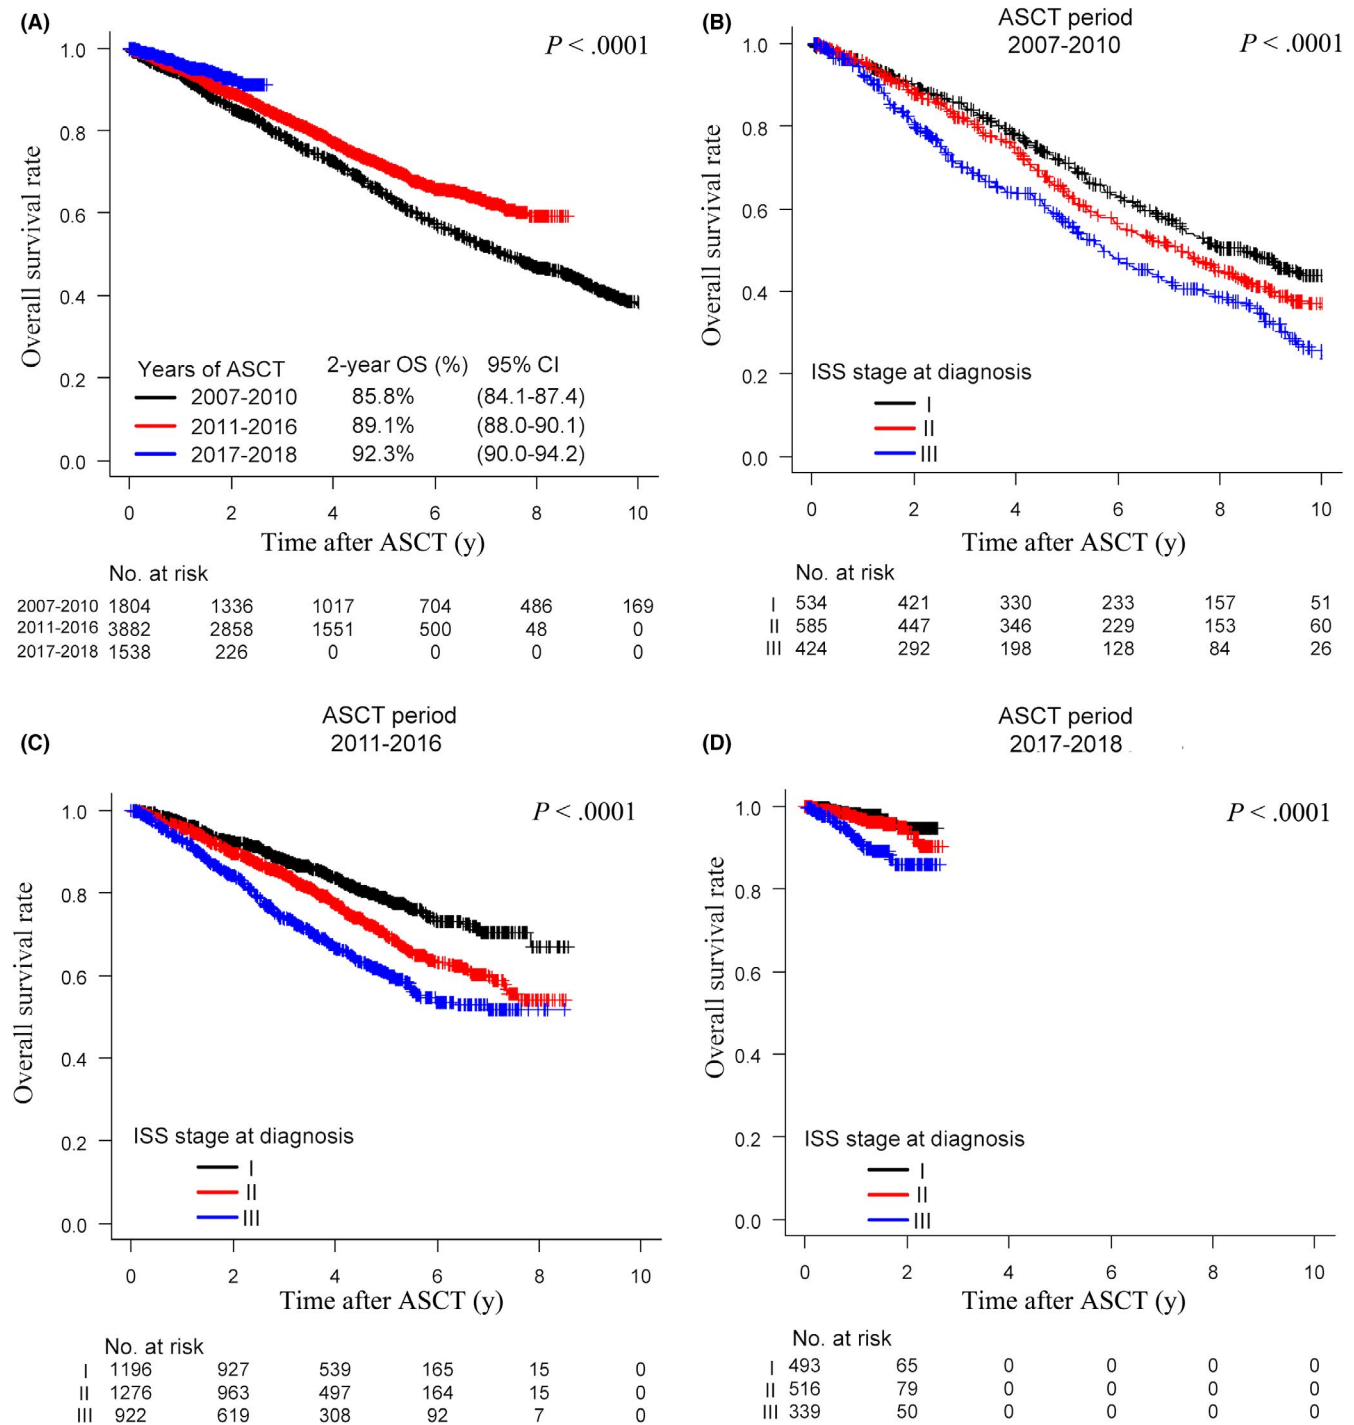 (A)
P < .0001
Overall survival rate
1.0
0.8
0.6
0.4
0.2
0.0
Years of ASCT 2-year OS (%) 95% CI
2007-2010 85.8% (84.1-87.4)
2011-2016 89.1% (88.0-90.1)
2017-2018 92.3% (90.0-94.2)
0 2 4 6 8 10
Time after ASCT (y)
No. at risk
2007-2010 1804 1336 1017 704 486 169
2011-2016 3882 2858 1551 500 48 0
2017-2018 1538 226 0 0 0 0
(B)
ASCT period
2007-2010
P < .0001
Overall survival rate
1.0
0.8
0.6
0.4
0.2
0.0
ISS stage at diagnosis
I
II
III
0 2 4 6 8 10
Time after ASCT (y)
No. at risk
I 534 421 330 233 157 51
II 585 447 346 229 153 60
III 424 292 198 128 84 26
(C)
ASCT period
2011-2016
P < .0001
Overall survival rate
1.0
0.8
0.6
0.4
0.2
0.0
ISS stage at diagnosis
I
II
III
0 2 4 6 8 10
Time after ASCT (y)
No. at risk
I 1196 927 539 165 15 0
II 1276 963 497 164 15 0
III 922 619 308 92 7 0
(D)
ASCT period
2017-2018
P < .0001
Overall survival rate
1.0
0.8
0.6
0.4
0.2
0.0
ISS stage at diagnosis
I
II
III
0 2 4 6 8 10
Time after ASCT (y)
No. at risk
I 493 65 0 0 0 0
II 516 79 0 0 0 0
III 339 50 0 0 0 0